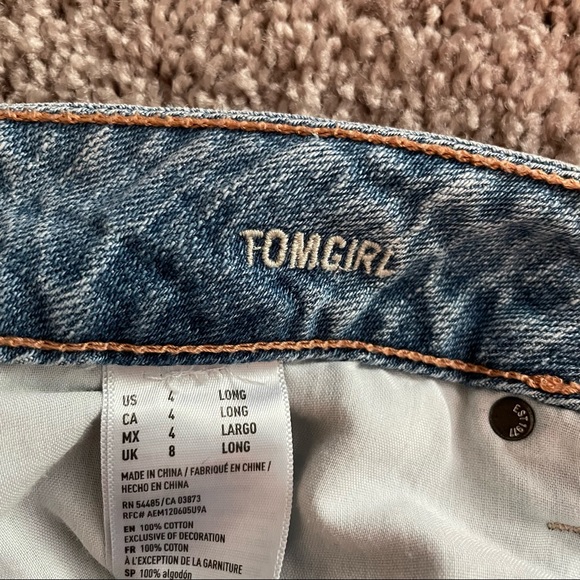 TOMGIRL
US 4 LONG
CA 4 LONG
MX 4 LARGO
UK 8 LONG
MADE IN CHINA / FABRIQUÉ EN CHINE /
HECHO EN CHINA
RN 54485/CA 03873
RFC# AEM120605U9A
EN 100% COTTON
EXCLUSIVE OF DECORATION
FR 100% COTON
À L'EXCEPTION DE LA GARNITURE
SP 100% algodón
EST. 1977